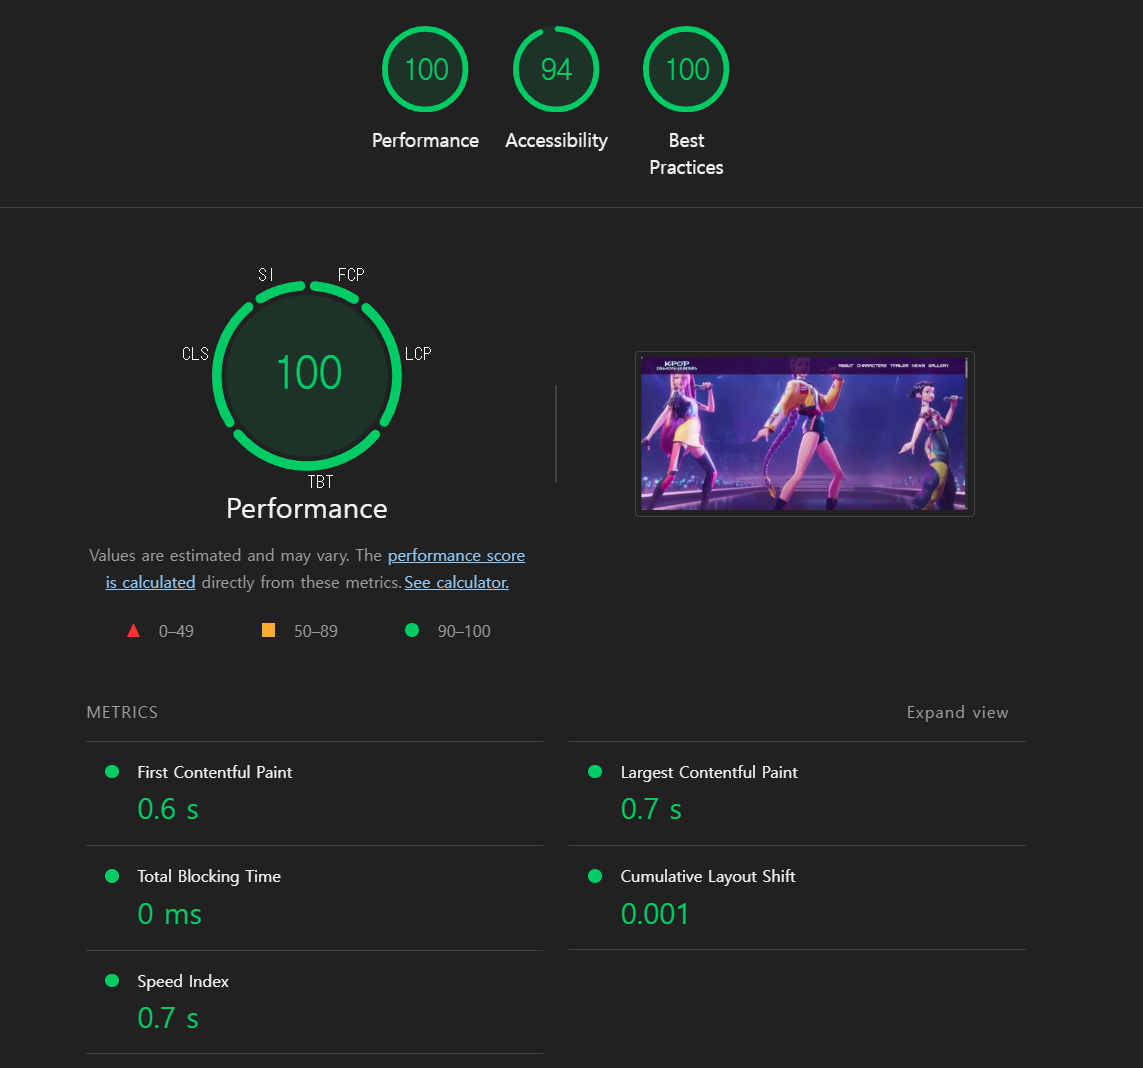 100
94
100
Performance
Accessibility
Best
Practices
SI
FCP
CLS
LCP
100
TBT
Performance
Values are estimated and may vary. The performance score
is calculated directly from these metrics. See calculator.
0–49
50–89
90–100
KPOP
DEMON HUNTERS
ABOUT CHARACTERS TRAILER NEWS GALLERY
METRICS
Expand view
First Contentful Paint
0.6 s
Largest Contentful Paint
0.7 s
Total Blocking Time
0 ms
Cumulative Layout Shift
0.001
Speed Index
0.7 s